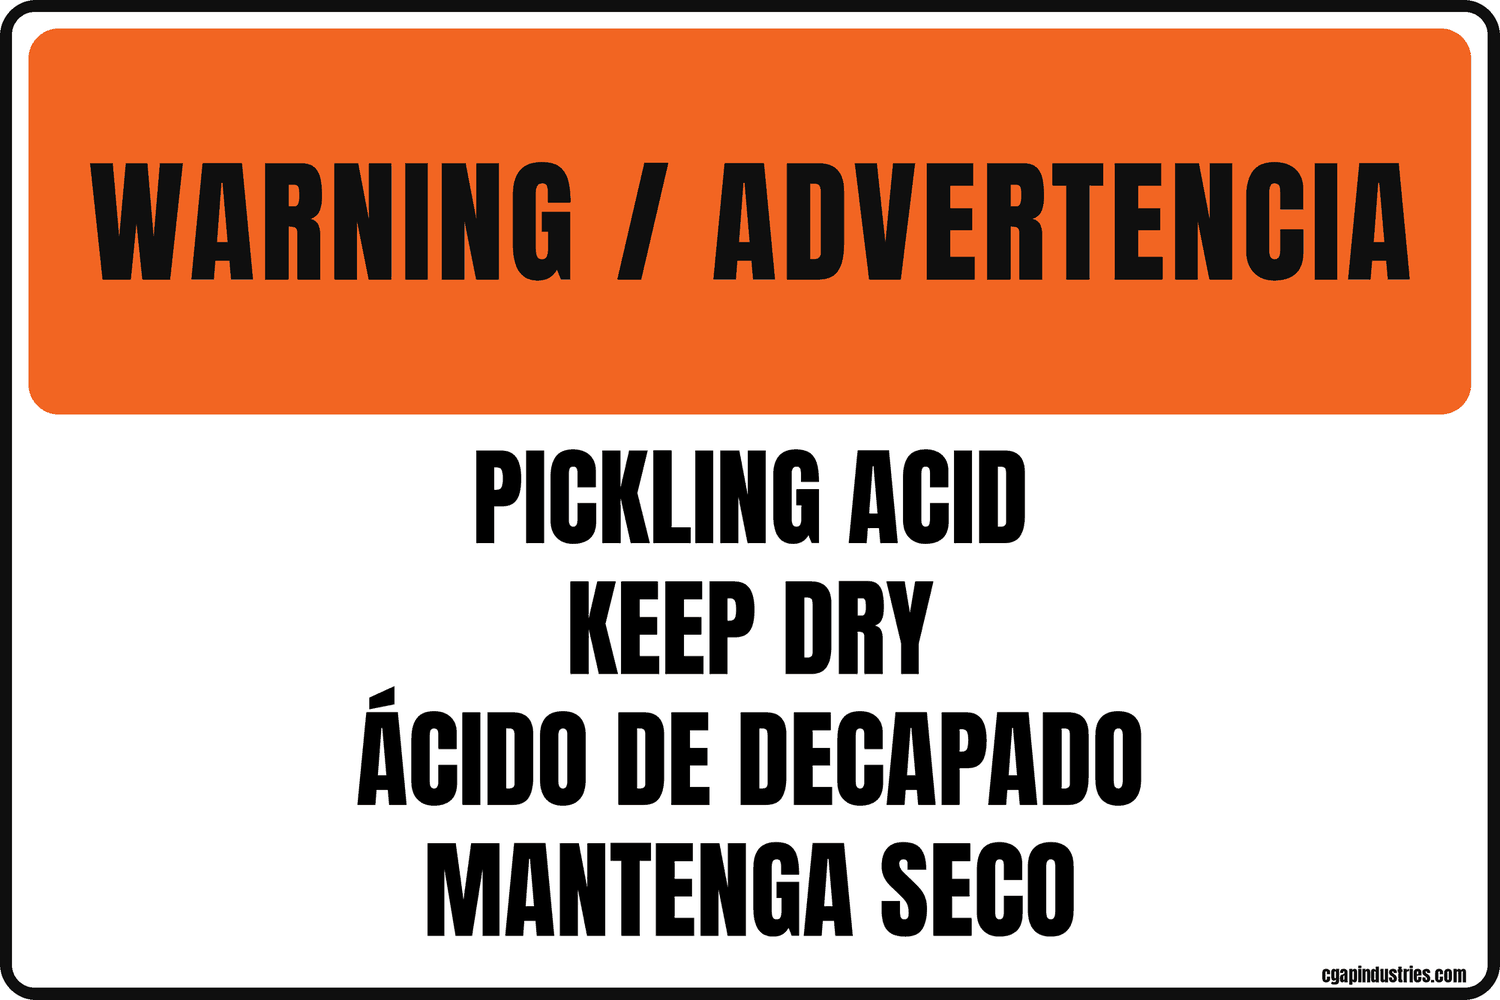 WARNING / ADVERTENCIA
PICKLING ACID
KEEP DRY
ÁCIDO DE DECAPADO
MANTENGA SECO
cgapindustries.com